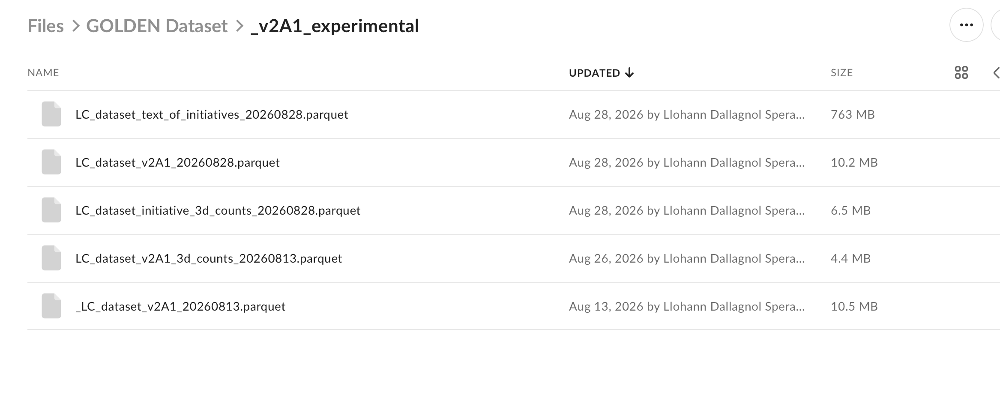 Files > GOLDEN Dataset > _v2A1_experimental
NAME UPDATED ↓ SIZE
LC_dataset_text_of_initiatives_20260828.parquet Aug 28, 2026 by Llohann Dallagnol Spera... 763 MB
LC_dataset_v2A1_20260828.parquet Aug 28, 2026 by Llohann Dallagnol Spera... 10.2 MB
LC_dataset_initiative_3d_counts_20260828.parquet Aug 28, 2026 by Llohann Dallagnol Spera... 6.5 MB
LC_dataset_v2A1_3d_counts_20260813.parquet Aug 26, 2026 by Llohann Dallagnol Spera... 4.4 MB
_LC_dataset_v2A1_20260813.parquet Aug 13, 2026 by Llohann Dallagnol Spera... 10.5 MB